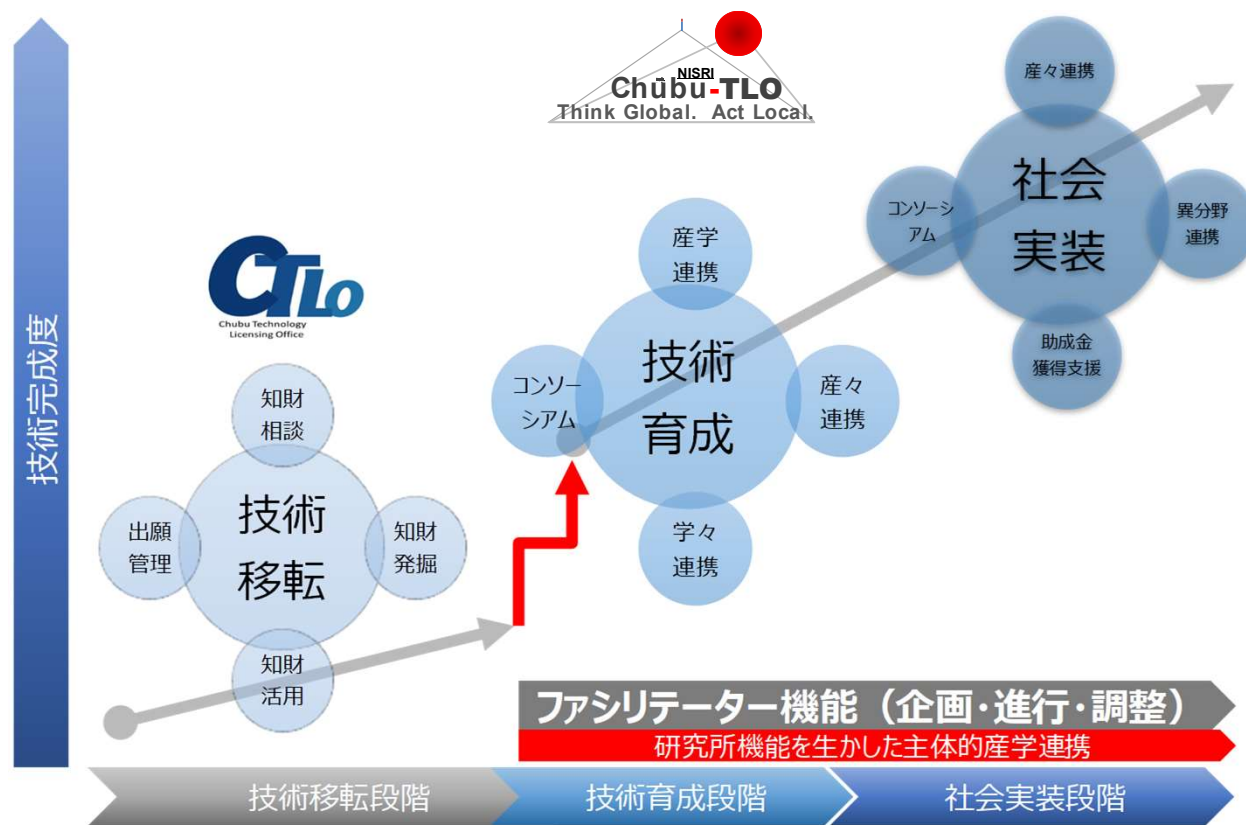 NISRI
Chūbu-TLO
Think Global. Act Local.
産々連携
社会
実装
コンソーシ
アム
異分野
連携
助成金
獲得支援
CTLO
Chubu Technology
Licensing Office
産学
連携
技術
育成
コンソー
シアム
産々
連携
学々
連携
技術完成度
知財
相談
技術
移転
出願
管理
知財
発掘
知財
活用
ファシリテーター機能（企画・進行・調整）
研究所機能を生かした主体的産学連携
技術移転段階
技術育成段階
社会実装段階